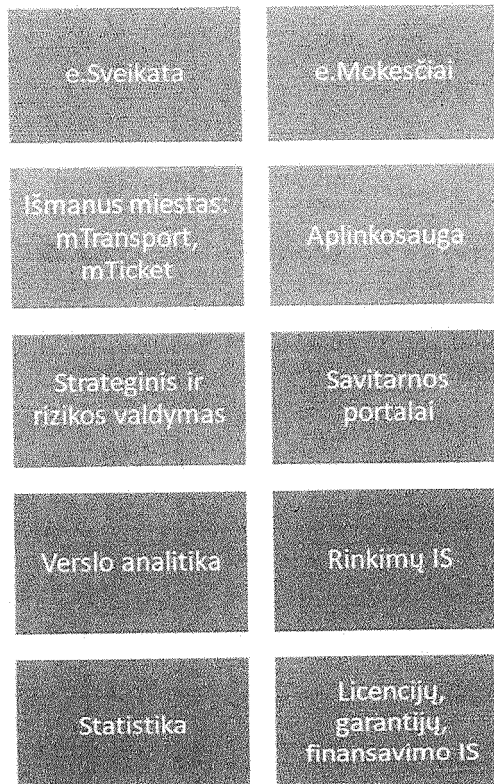 e.Sveikata
e.Mokesčiai
Išmanus miestas:
mTransport,
mTicket
Aplinkosauga
Strateginis ir
rizikos valdymas
Savitarnos
portalai
Verslo analitika
Rinkimų IS
Statistika
Licencijų,
garantijų,
finansavimo IS